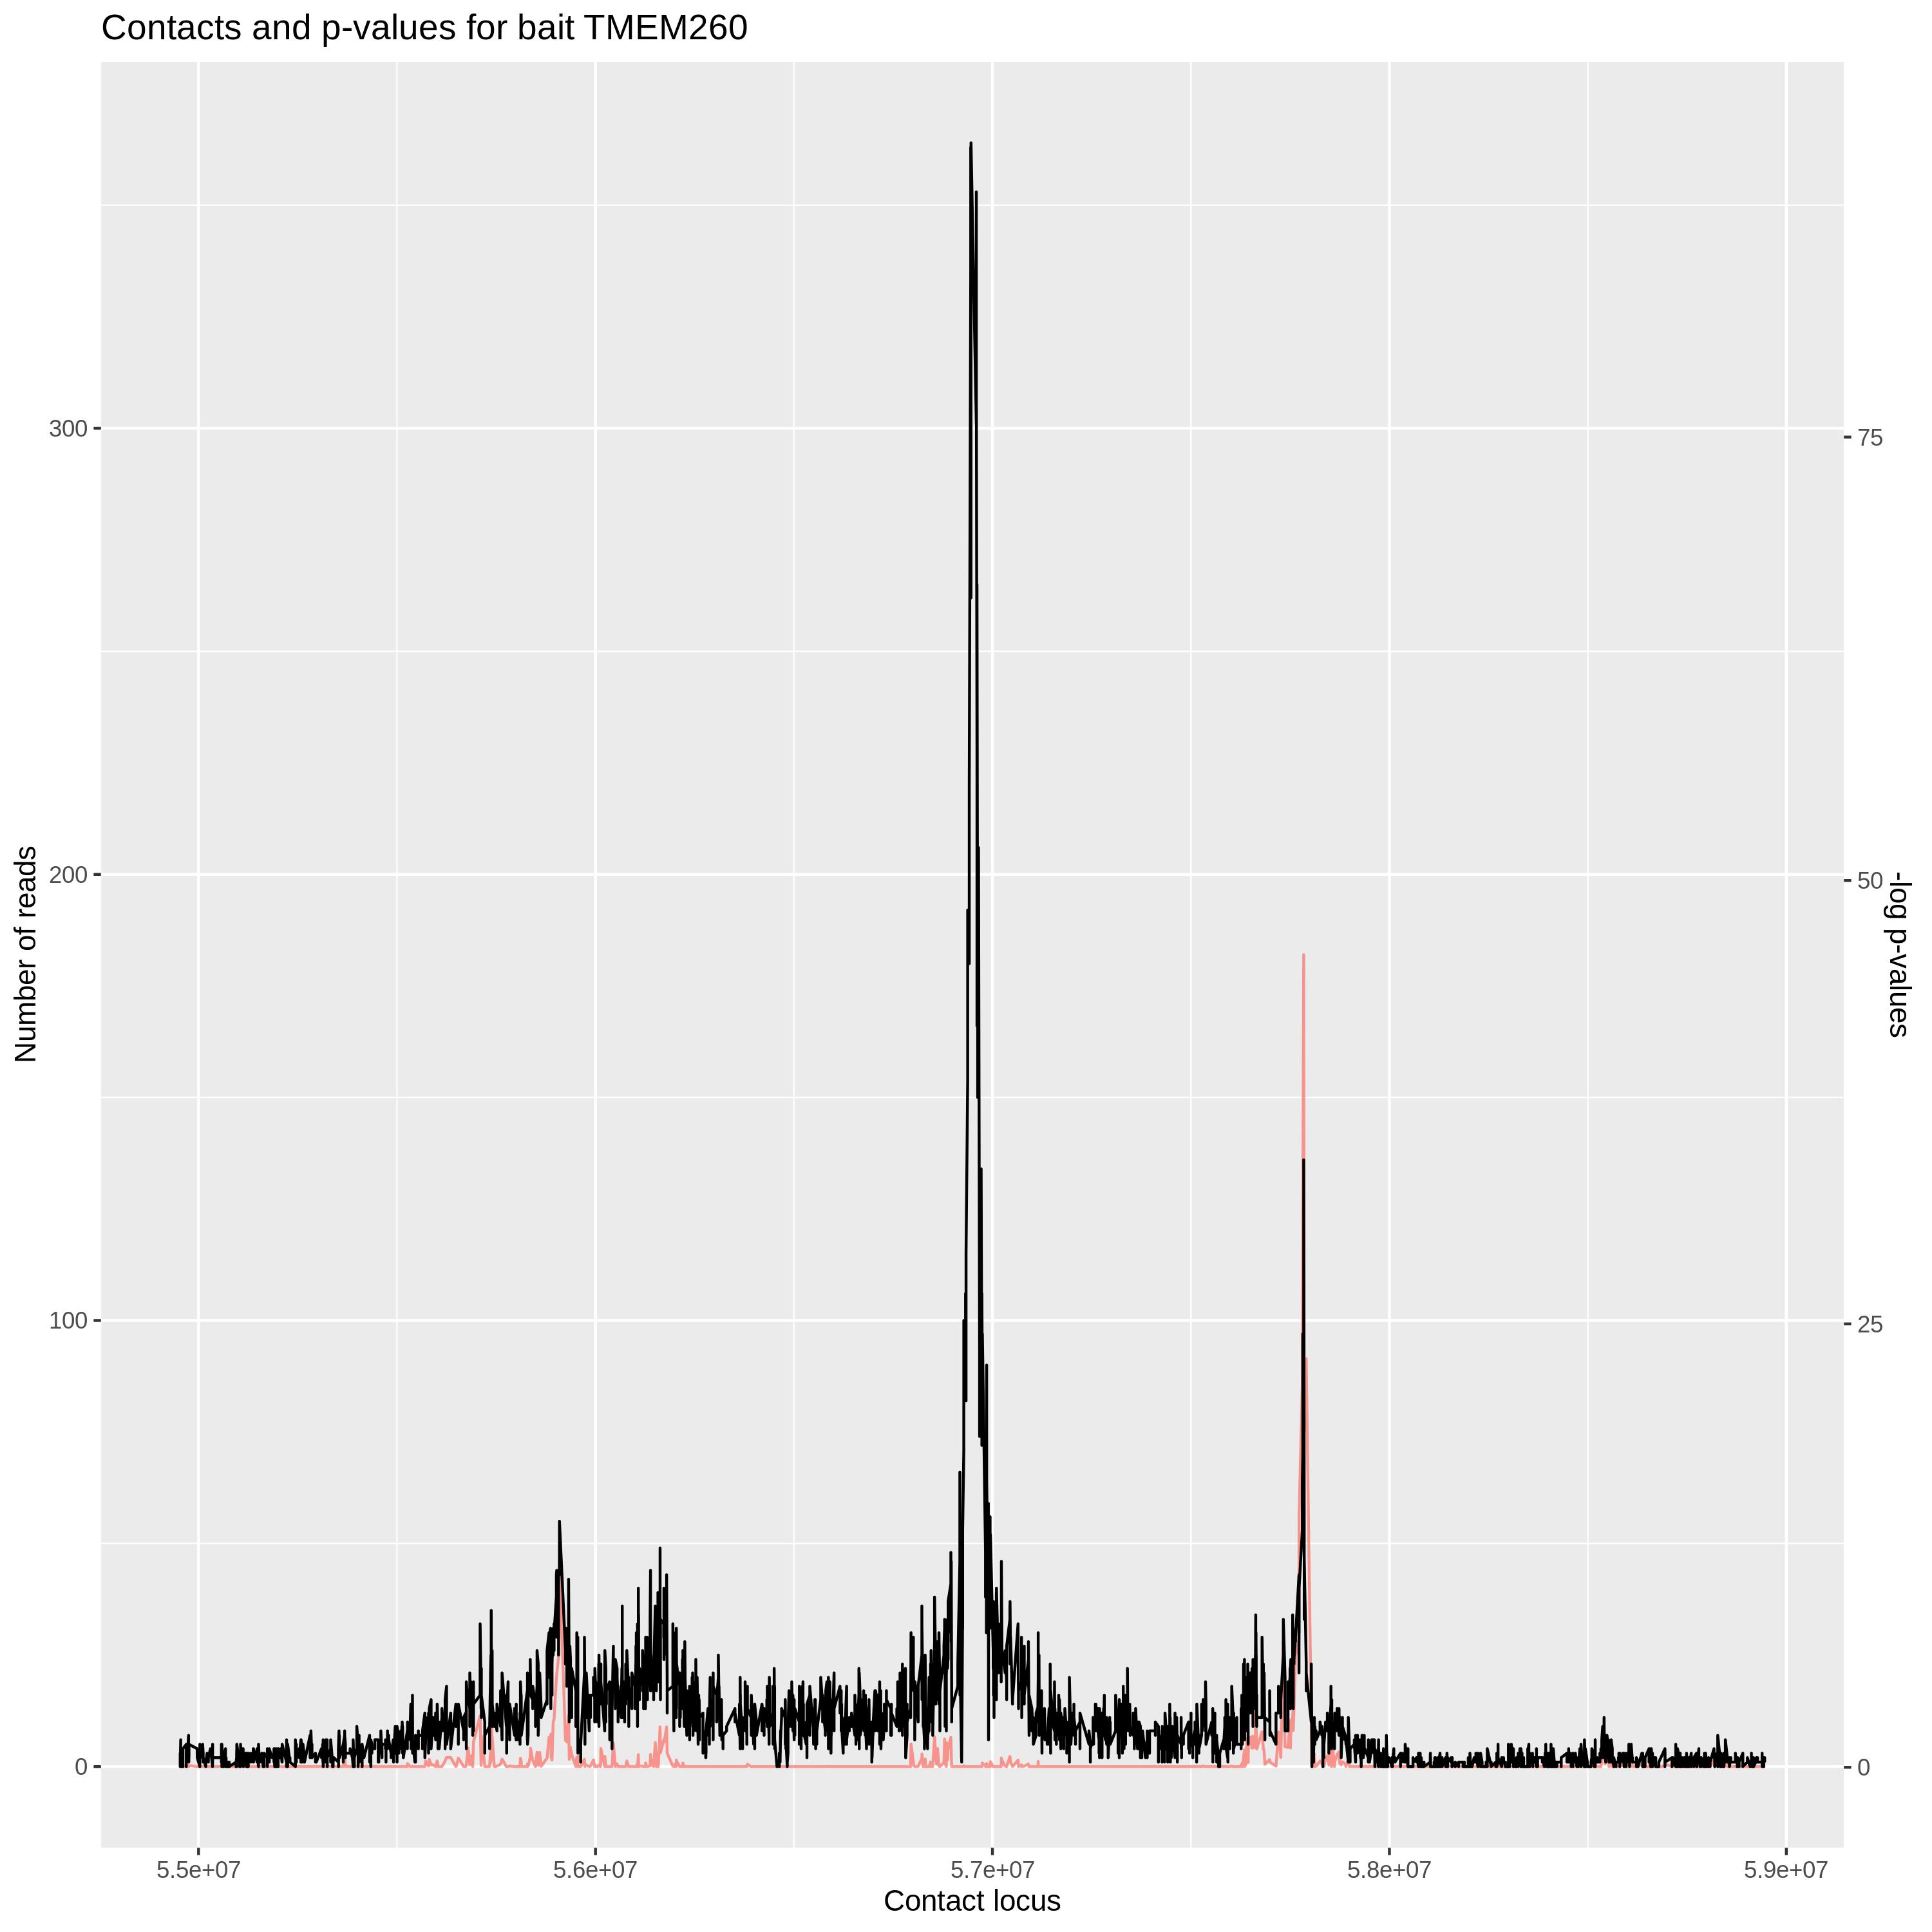 Contacts and p-values for bait TMEM260
Number of reads
300
200
100
0
75
50
25
0
-log p-values
5.5e+07
5.6e+07
5.7e+07
5.8e+07
5.9e+07
Contact locus